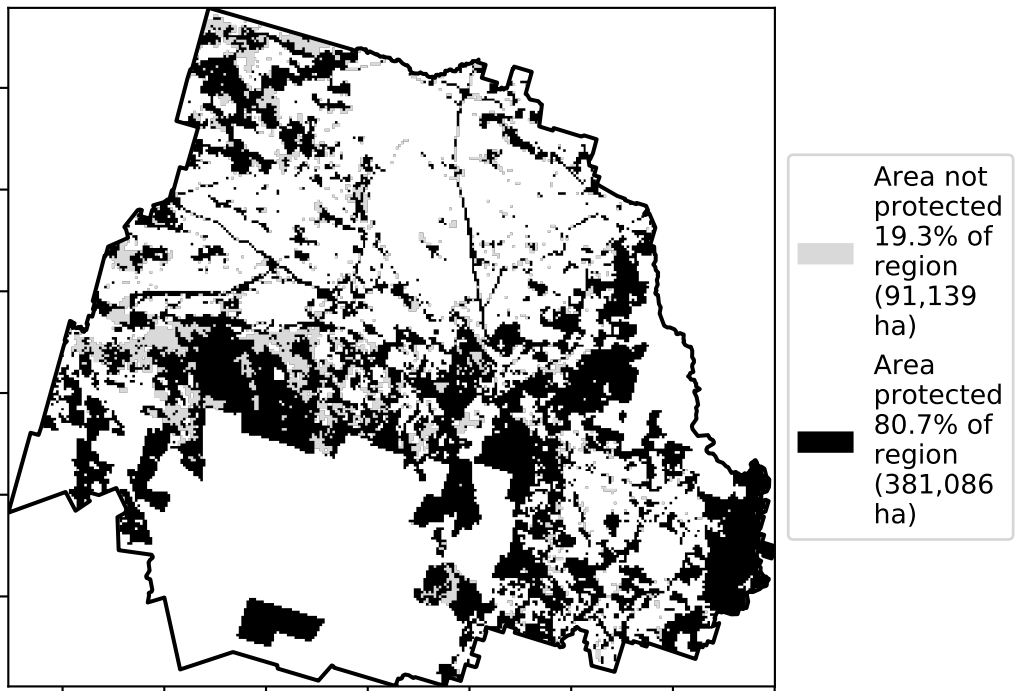 Area not
protected
19.3% of
region
(91,139
ha)
Area
protected
80.7% of
region
(381,086
ha)